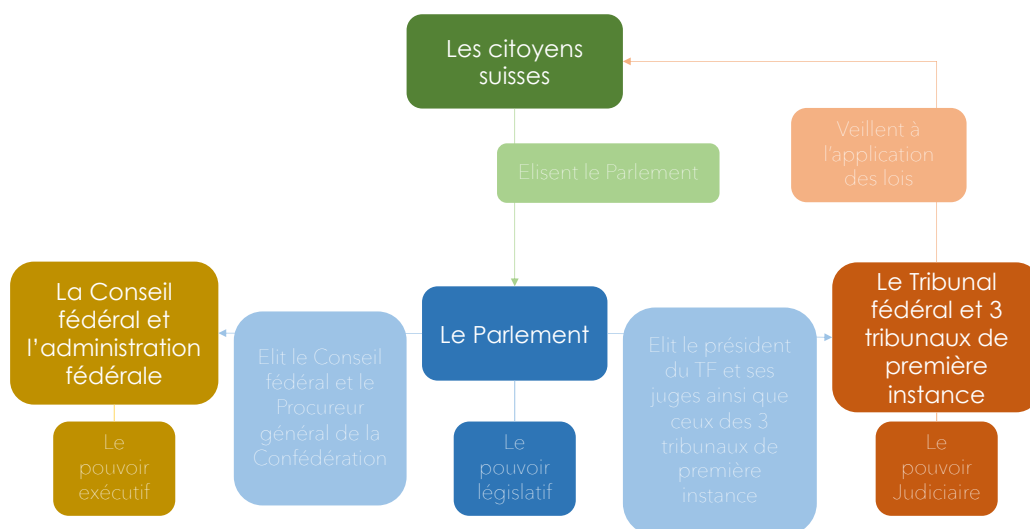 Les citoyens
suisses
Veillent à
l'application
des lois
Elisent le Parlement
La Conseil
fédéral et
l'administration
fédérale
Elit le Conseil
fédéral et le
Procureur
général de la
Confédération
Le Parlement
Elit le président
du TF et ses
juges ainsi que
ceux des 3
tribunaux de
première
instance
Le Tribunal
fédéral et 3
tribunaux de
première
instance
Le
pouvoir
exécutif
Le
pouvoir
législatif
Le
pouvoir
Judiciaire